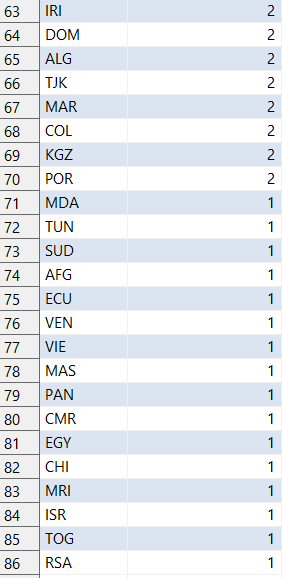 63 IRI 2
64 DOM 2
65 ALG 2
66 TJK 2
67 MAR 2
68 COL 2
69 KGZ 2
70 POR 2
71 MDA 1
72 TUN 1
73 SUD 1
74 AFG 1
75 ECU 1
76 VEN 1
77 VIE 1
78 MAS 1
79 PAN 1
80 CMR 1
81 EGY 1
82 CHI 1
83 MRI 1
84 ISR 1
85 TOG 1
86 RSA 1